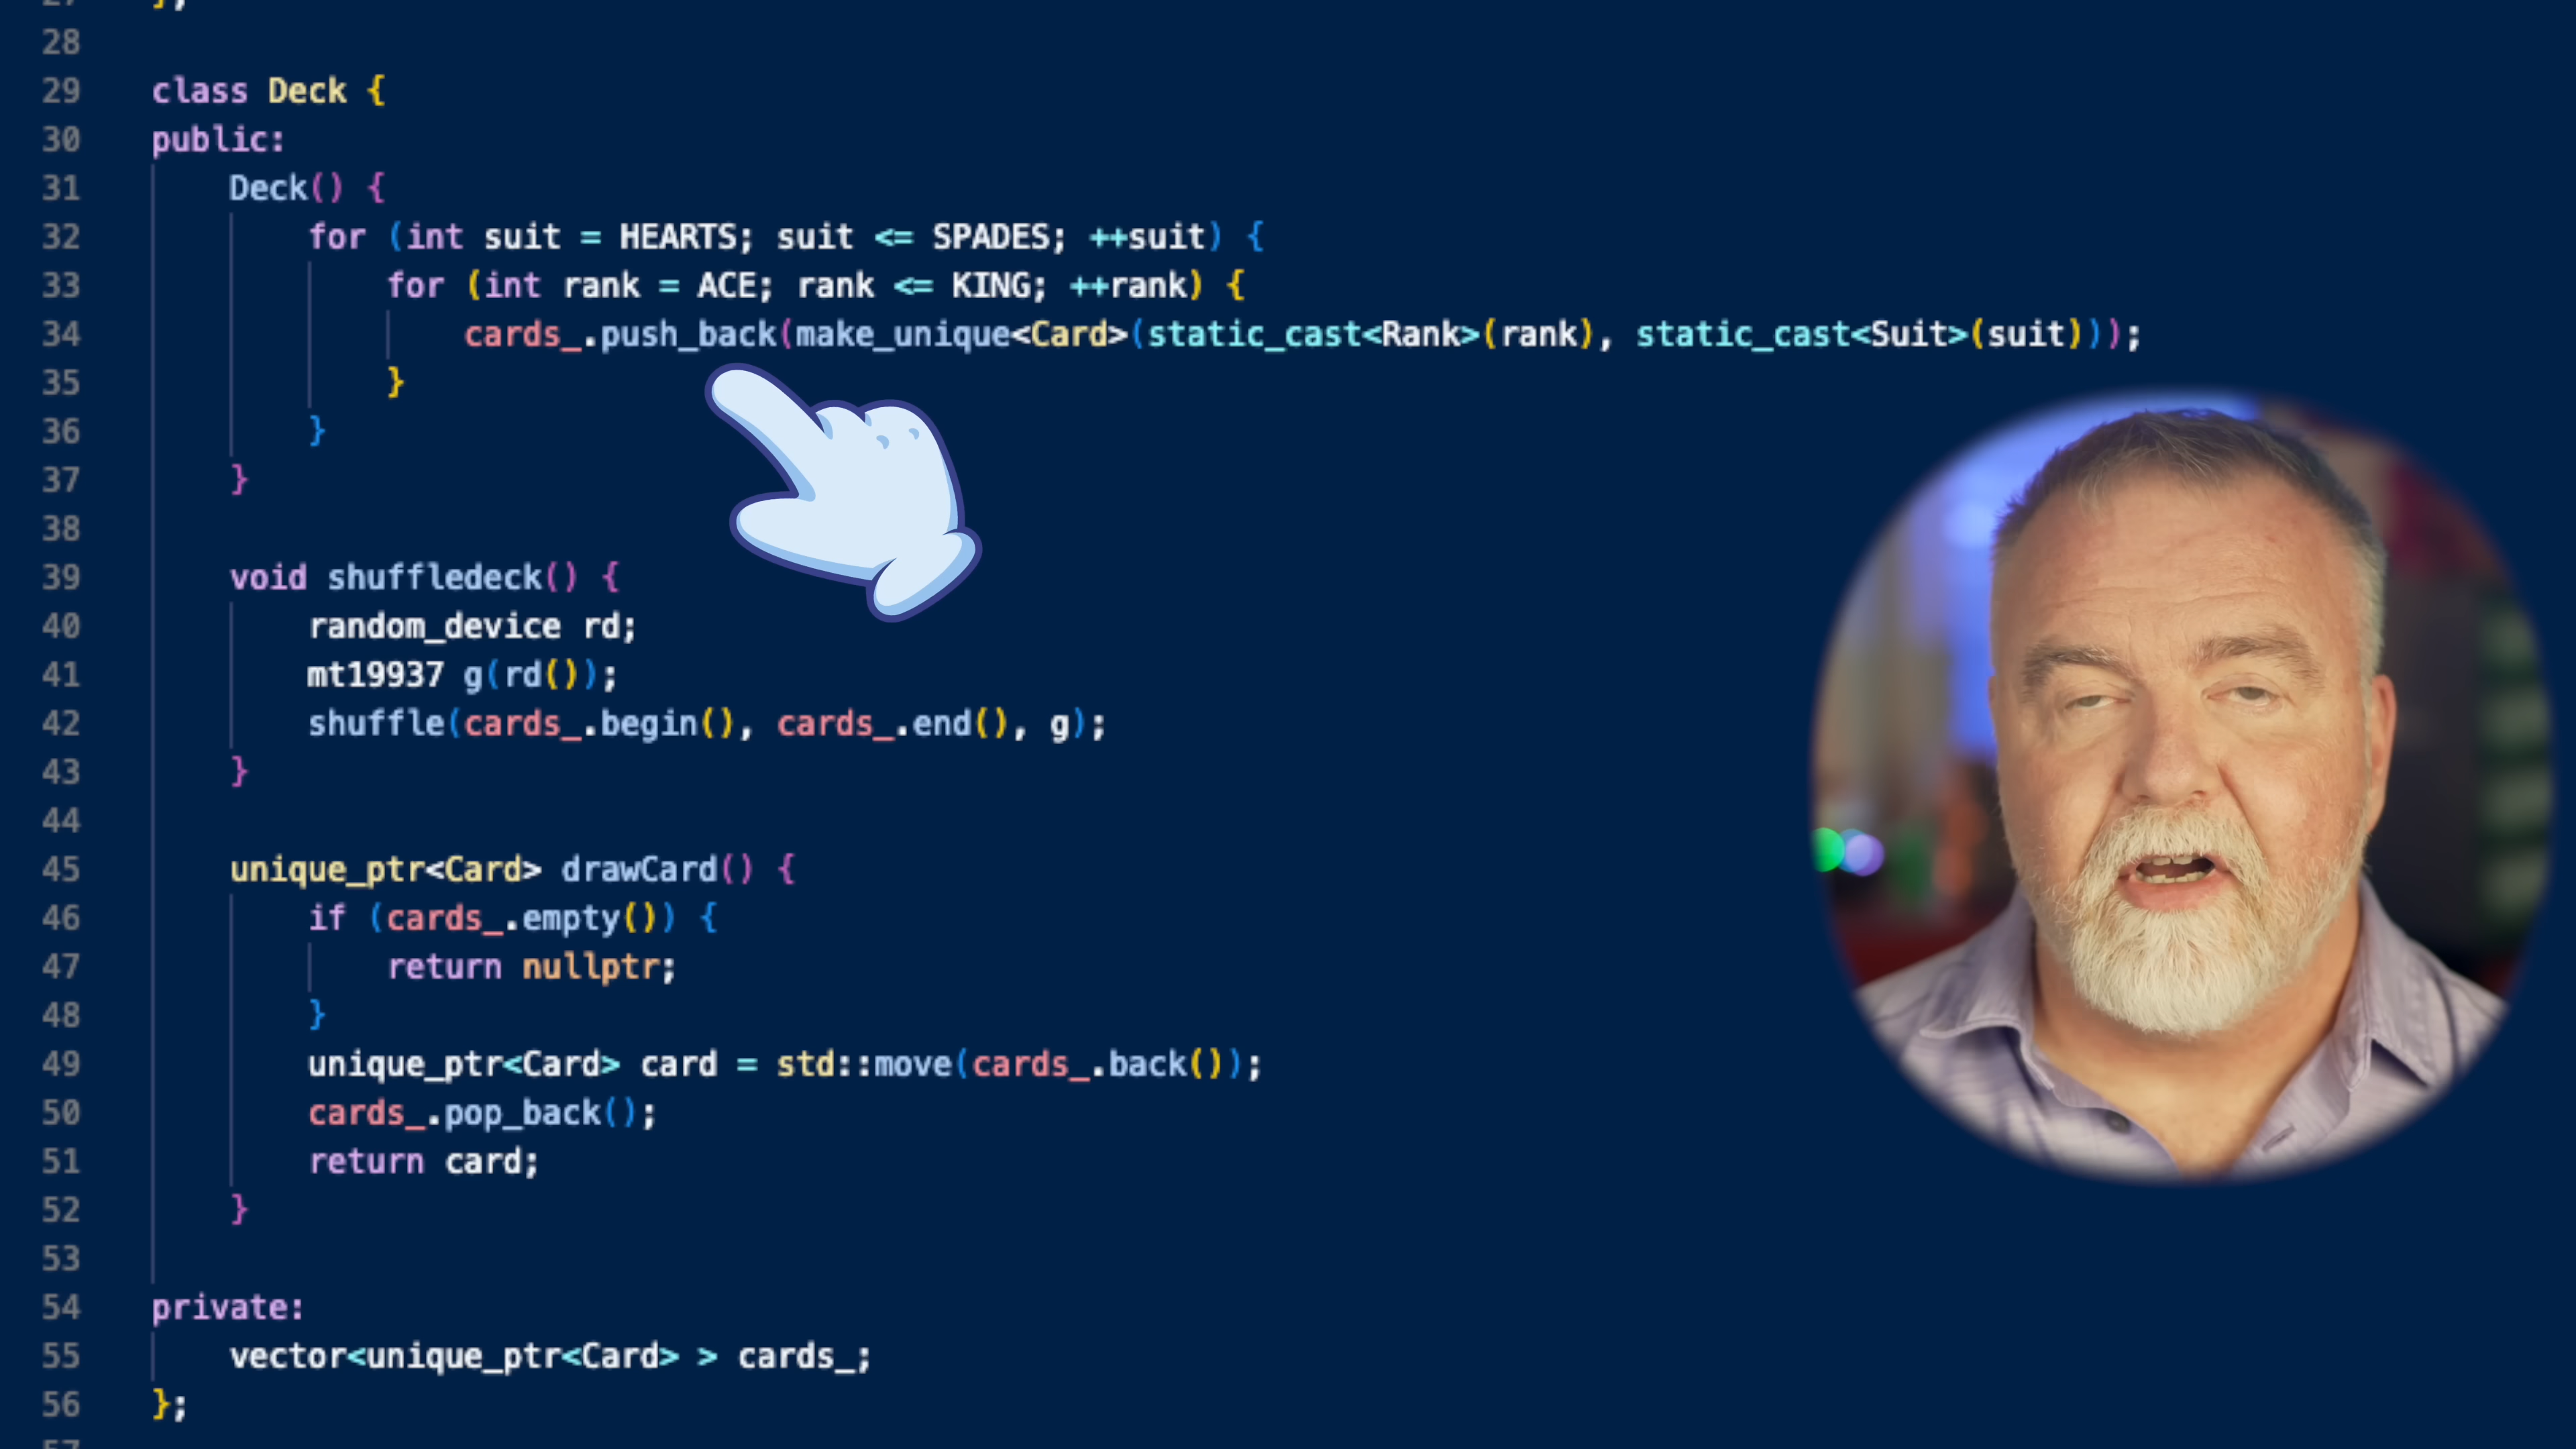 27 };
28
29 class Deck {
30 public:
31 Deck() {
32 for (int suit = HEARTS; suit <= SPADES; ++suit) {
33 for (int rank = ACE; rank <= KING; ++rank) {
34 cards_.push_back(make_unique<Card>(static_cast<Rank>(rank), static_cast<Suit>(suit)));
35 }
36 }
37 }
38
39 void shuffledeck() {
40 random_device rd;
41 mt19937 g(rd());
42 shuffle(cards_.begin(), cards_.end(), g);
43 }
44
45 unique_ptr<Card> drawCard() {
46 if (cards_.empty()) {
47 return nullptr;
48 }
49 unique_ptr<Card> card = std::move(cards_.back());
50 cards_.pop_back();
51 return card;
52 }
53
54 private:
55 vector<unique_ptr<Card> > cards_;
56 };
57